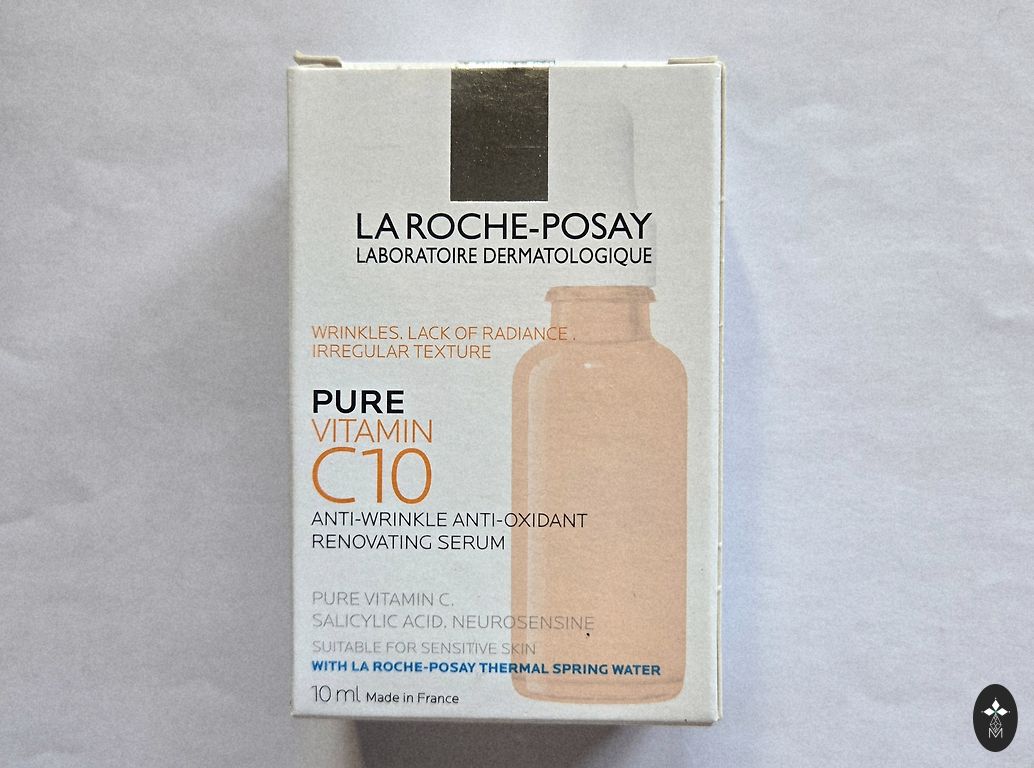 LA ROCHE-POSAY
LABORATOIRE DERMATOLOGIQUE
WRINKLES. LACK OF RADIANCE .
IRREGULAR TEXTURE
PURE
VITAMIN
C10
ANTI-WRINKLE ANTI-OXIDANT
RENOVATING SERUM
PURE VITAMIN C.
SALICYLIC ACID. NEUROSENSINE
SUITABLE FOR SENSITIVE SKIN
WITH LA ROCHE-POSAY THERMAL SPRING WATER
10 ml Made in France
M